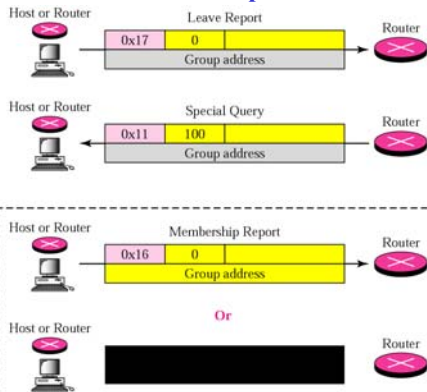 Host or Router
Leave Report
Router
0x17 0
Group address
Host or Router
Special Query
Router
0x11 100
Group address
Host or Router
Membership Report
Router
0x16 0
Group address
Or
Host or Router
Router